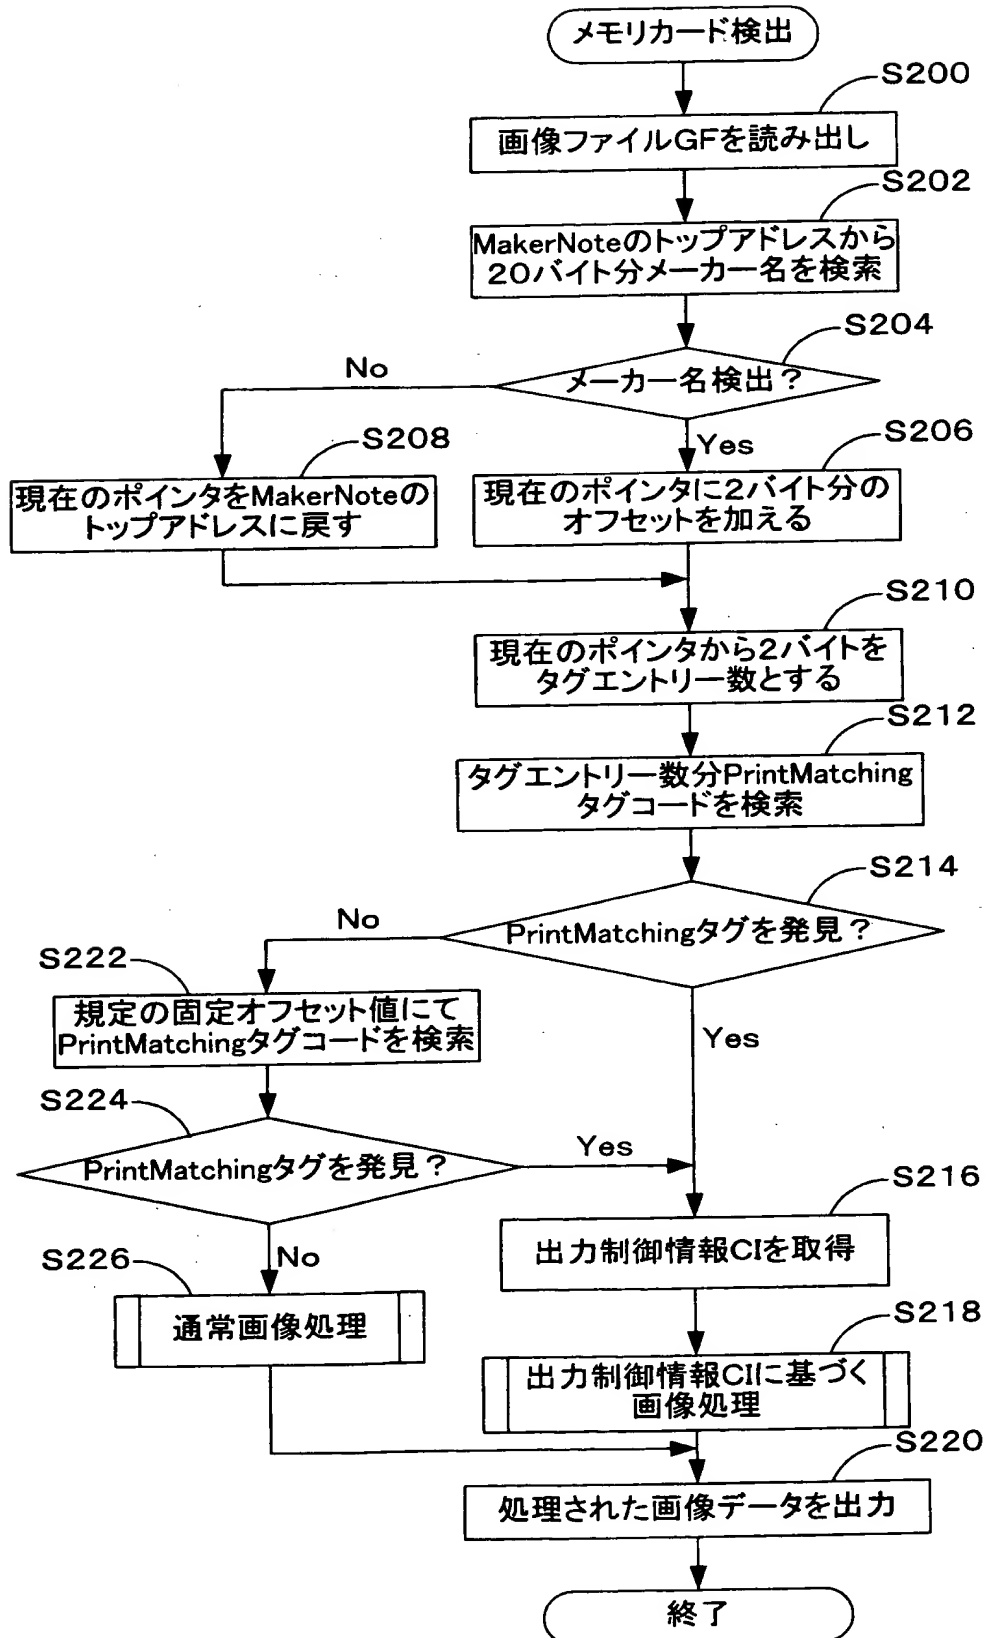 メモリカード検出
S200
画像ファイルGFを読み出し
S202
MakerNoteのトップアドレスから
20バイト分メーカー名を検索
S204
メーカー名検出?
No
Yes
S208
現在のポインタをMakerNoteの
トップアドレスに戻す
S206
現在のポインタに2バイト分の
オフセットを加える
S210
現在のポインタから2バイトを
タグエントリー数とする
S212
タグエントリー数分PrintMatching
タグコードを検索
S214
PrintMatchingタグを発見?
No
Yes
S222
規定の固定オフセット値にて
PrintMatchingタグコードを検索
S224
PrintMatchingタグを発見?
Yes
No
S216
出力制御情報CIを取得
S226
通常画像処理
S218
出力制御情報CIに基づく
画像処理
S220
処理された画像データを出力
終了